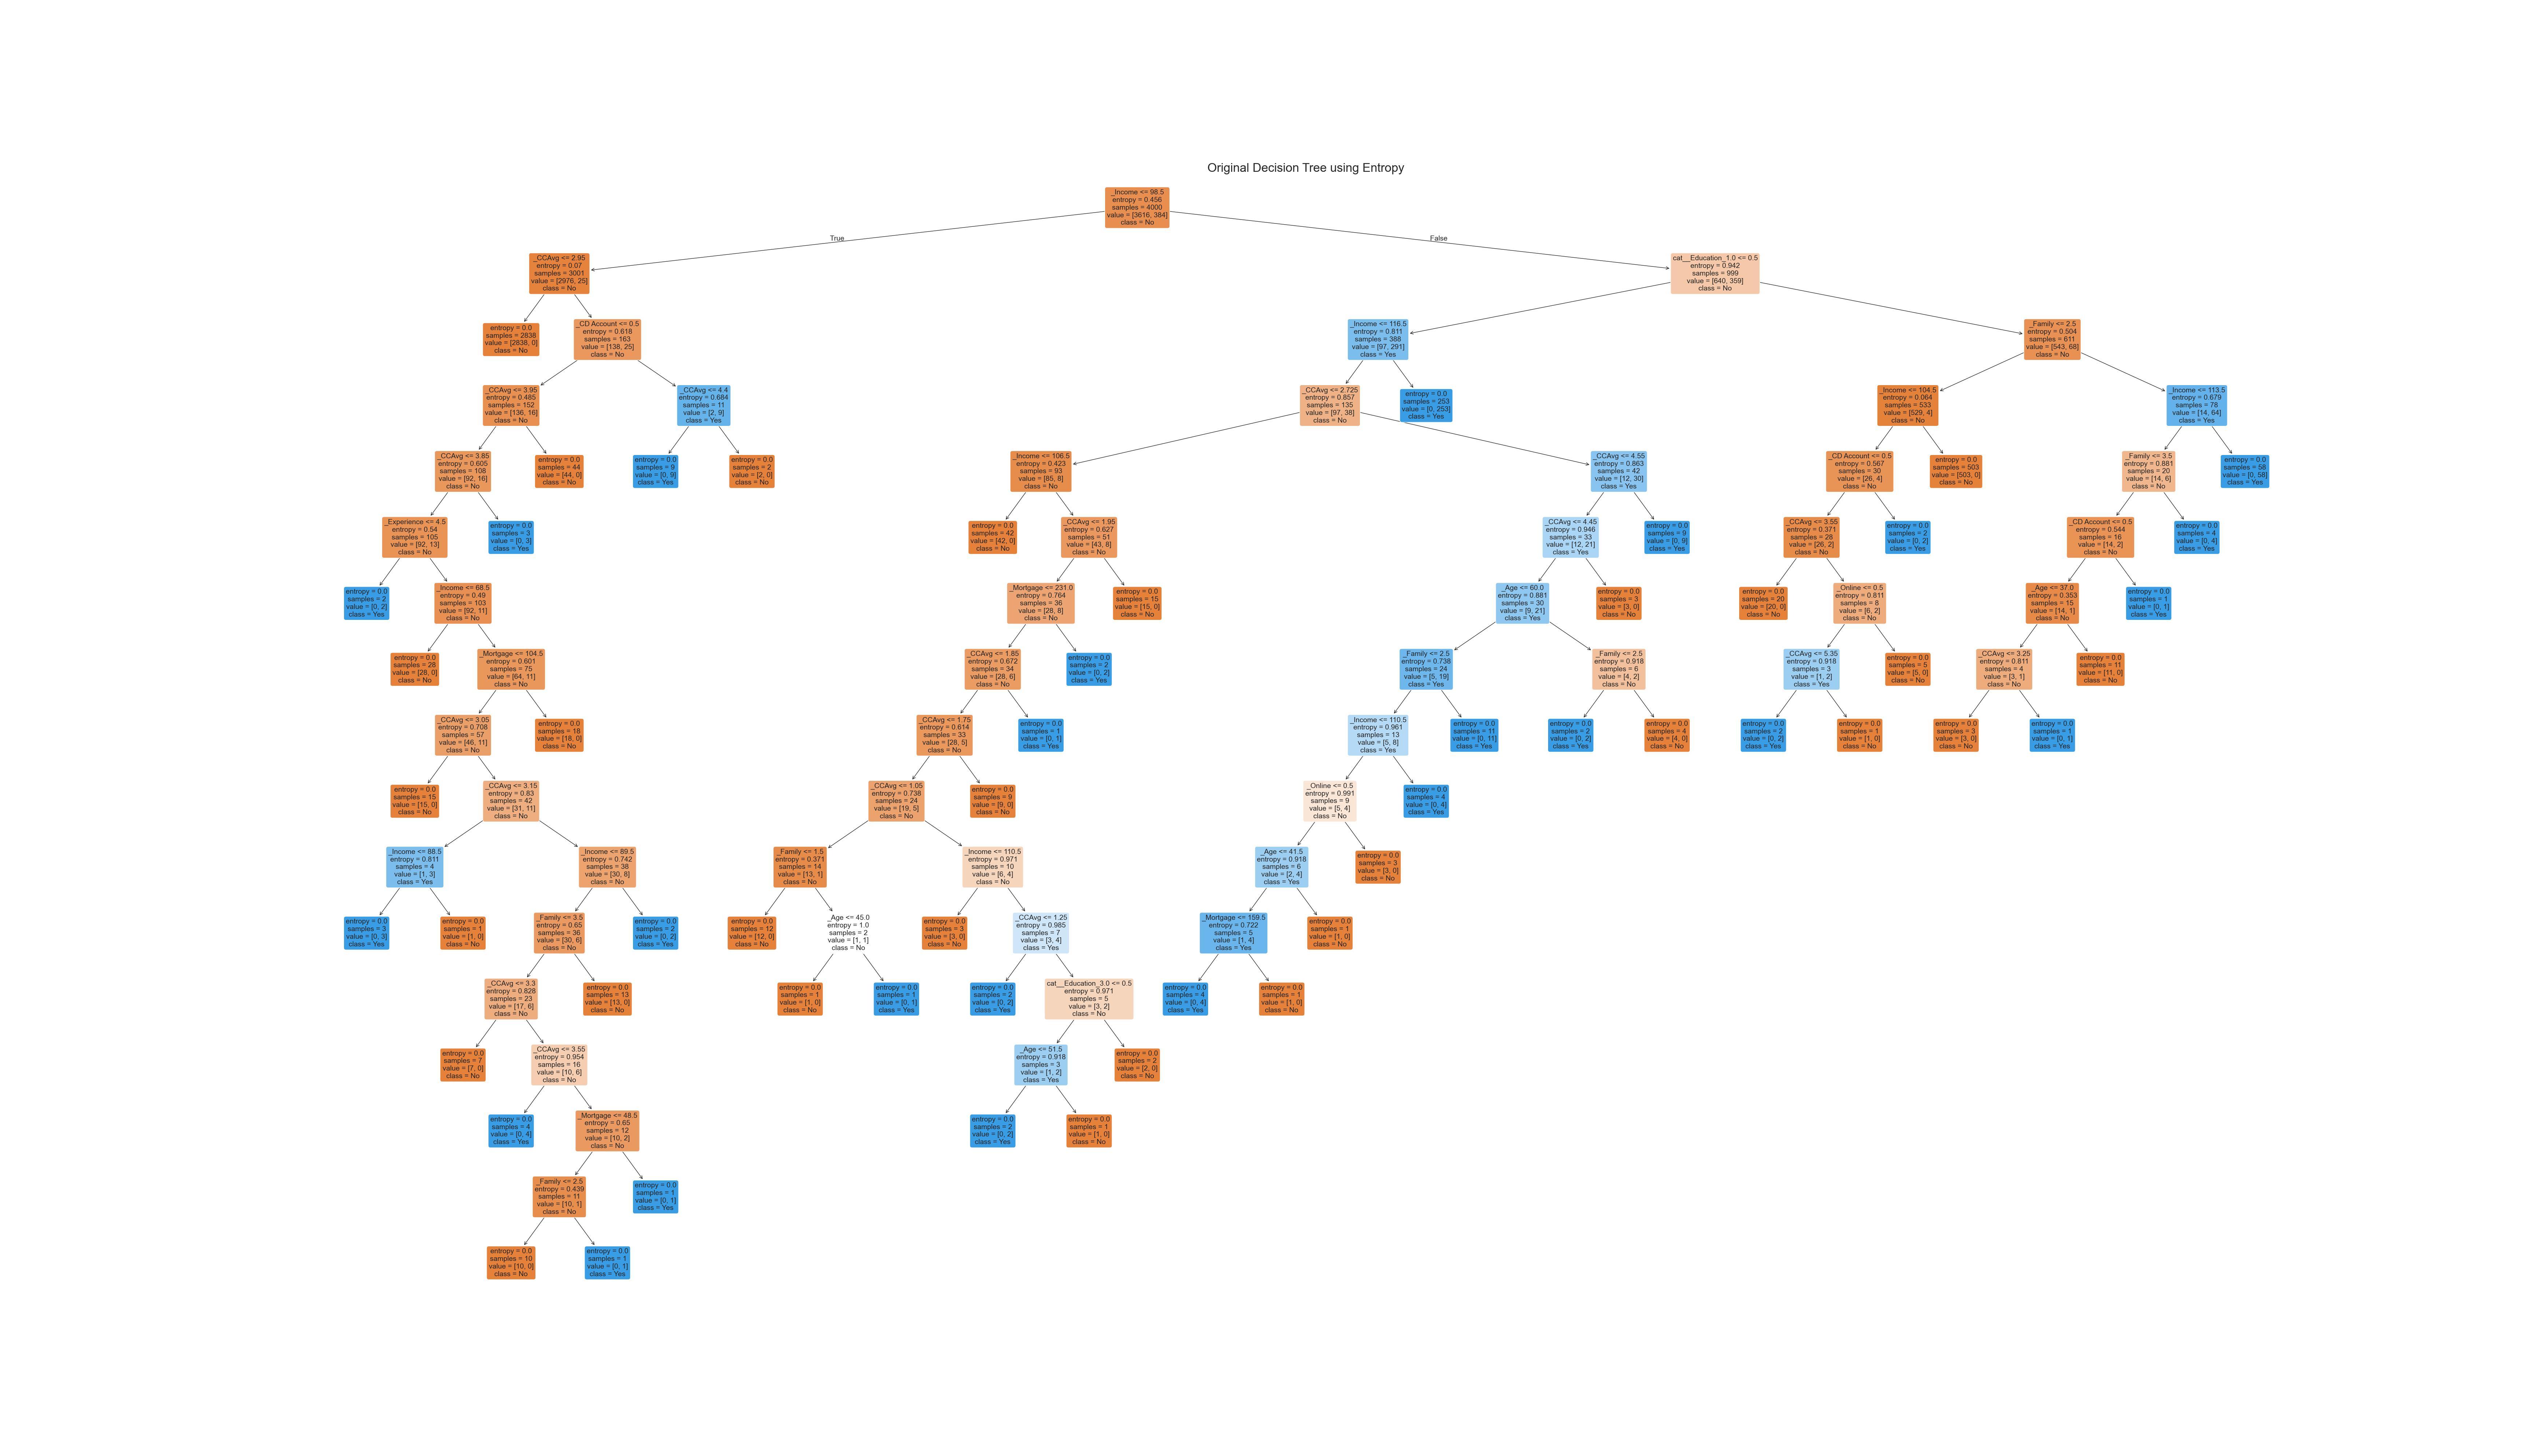 Original Decision Tree using Entropy
_Income <= 98.5
entropy = 0.456
samples = 4000
value = [3616, 384]
class = No
True
False
_CCAvg <= 2.95
entropy = 0.07
samples = 3001
value = [2976, 25]
class = No
cat__Education_1.0 <= 0.5
entropy = 0.942
samples = 999
value = [640, 359]
class = No
entropy = 0.0
samples = 2838
value = [2838, 0]
class = No
_CD Account <= 0.5
entropy = 0.618
samples = 163
value = [138, 25]
class = No
_Income <= 116.5
entropy = 0.811
samples = 388
value = [97, 291]
class = Yes
_Family <= 2.5
entropy = 0.504
samples = 611
value = [543, 68]
class = No
_CCAvg <= 3.95
entropy = 0.485
samples = 152
value = [136, 16]
class = No
_CCAvg <= 4.4
entropy = 0.684
samples = 11
value = [2, 9]
class = Yes
_CCAvg <= 2.725
entropy = 0.857
samples = 135
value = [97, 38]
class = No
entropy = 0.0
samples = 253
value = [0, 253]
class = Yes
_Income <= 104.5
entropy = 0.064
samples = 533
value = [529, 4]
class = No
_Income <= 113.5
entropy = 0.679
samples = 78
value = [14, 64]
class = Yes
_CCAvg <= 3.85
entropy = 0.605
samples = 108
value = [92, 16]
class = No
entropy = 0.0
samples = 44
value = [44, 0]
class = No
entropy = 0.0
samples = 9
value = [0, 9]
class = Yes
entropy = 0.0
samples = 2
value = [2, 0]
class = No
_Income <= 106.5
entropy = 0.423
samples = 93
value = [85, 8]
class = No
_CCAvg <= 4.55
entropy = 0.863
samples = 42
value = [12, 30]
class = Yes
_CD Account <= 0.5
entropy = 0.567
samples = 30
value = [26, 4]
class = No
entropy = 0.0
samples = 503
value = [503, 0]
class = No
_Family <= 3.5
entropy = 0.881
samples = 20
value = [14, 6]
class = No
entropy = 0.0
samples = 58
value = [0, 58]
class = Yes
_Experience <= 4.5
entropy = 0.54
samples = 105
value = [92, 13]
class = No
entropy = 0.0
samples = 3
value = [0, 3]
class = Yes
entropy = 0.0
samples = 42
value = [42, 0]
class = No
_CCAvg <= 1.95
entropy = 0.627
samples = 51
value = [43, 8]
class = No
_CCAvg <= 4.45
entropy = 0.946
samples = 33
value = [12, 21]
class = Yes
entropy = 0.0
samples = 9
value = [0, 9]
class = Yes
_CCAvg <= 3.55
entropy = 0.371
samples = 28
value = [26, 2]
class = No
entropy = 0.0
samples = 2
value = [0, 2]
class = Yes
_CD Account <= 0.5
entropy = 0.544
samples = 16
value = [14, 2]
class = No
entropy = 0.0
samples = 4
value = [0, 4]
class = Yes
entropy = 0.0
samples = 2
value = [0, 2]
class = Yes
_Income <= 68.5
entropy = 0.49
samples = 103
value = [92, 11]
class = No
_Mortgage <= 231.0
entropy = 0.764
samples = 36
value = [28, 8]
class = No
entropy = 0.0
samples = 15
value = [15, 0]
class = No
_Age <= 60.0
entropy = 0.881
samples = 30
value = [9, 21]
class = Yes
entropy = 0.0
samples = 3
value = [3, 0]
class = No
entropy = 0.0
samples = 20
value = [20, 0]
class = No
_Online <= 0.5
entropy = 0.811
samples = 8
value = [6, 2]
class = No
_Age <= 37.0
entropy = 0.353
samples = 15
value = [14, 1]
class = No
entropy = 0.0
samples = 1
value = [0, 1]
class = Yes
entropy = 0.0
samples = 28
value = [28, 0]
class = No
_Mortgage <= 104.5
entropy = 0.601
samples = 75
value = [64, 11]
class = No
_CCAvg <= 1.85
entropy = 0.672
samples = 34
value = [28, 6]
class = No
entropy = 0.0
samples = 2
value = [0, 2]
class = Yes
_Family <= 2.5
entropy = 0.738
samples = 24
value = [5, 19]
class = Yes
_Family <= 2.5
entropy = 0.918
samples = 6
value = [4, 2]
class = No
_CCAvg <= 5.35
entropy = 0.918
samples = 3
value = [1, 2]
class = Yes
entropy = 0.0
samples = 5
value = [5, 0]
class = No
_CCAvg <= 3.25
entropy = 0.811
samples = 4
value = [3, 1]
class = No
entropy = 0.0
samples = 11
value = [11, 0]
class = No
_CCAvg <= 3.05
entropy = 0.708
samples = 57
value = [46, 11]
class = No
entropy = 0.0
samples = 18
value = [18, 0]
class = No
_CCAvg <= 1.75
entropy = 0.614
samples = 33
value = [28, 5]
class = No
entropy = 0.0
samples = 1
value = [0, 1]
class = Yes
_Income <= 110.5
entropy = 0.961
samples = 13
value = [5, 8]
class = Yes
entropy = 0.0
samples = 11
value = [0, 11]
class = Yes
entropy = 0.0
samples = 2
value = [0, 2]
class = Yes
entropy = 0.0
samples = 4
value = [4, 0]
class = No
entropy = 0.0
samples = 2
value = [0, 2]
class = Yes
entropy = 0.0
samples = 1
value = [1, 0]
class = No
entropy = 0.0
samples = 3
value = [3, 0]
class = No
entropy = 0.0
samples = 1
value = [0, 1]
class = Yes
entropy = 0.0
samples = 15
value = [15, 0]
class = No
_CCAvg <= 3.15
entropy = 0.83
samples = 42
value = [31, 11]
class = No
_CCAvg <= 1.05
entropy = 0.738
samples = 24
value = [19, 5]
class = No
entropy = 0.0
samples = 9
value = [9, 0]
class = No
_Online <= 0.5
entropy = 0.991
samples = 9
value = [5, 4]
class = No
entropy = 0.0
samples = 4
value = [0, 4]
class = Yes
_Income <= 88.5
entropy = 0.811
samples = 4
value = [1, 3]
class = Yes
_Income <= 89.5
entropy = 0.742
samples = 38
value = [30, 8]
class = No
_Family <= 1.5
entropy = 0.371
samples = 14
value = [13, 1]
class = No
_Income <= 110.5
entropy = 0.971
samples = 10
value = [6, 4]
class = No
_Age <= 41.5
entropy = 0.918
samples = 6
value = [2, 4]
class = Yes
entropy = 0.0
samples = 3
value = [3, 0]
class = No
entropy = 0.0
samples = 3
value = [0, 3]
class = Yes
entropy = 0.0
samples = 1
value = [1, 0]
class = No
_Family <= 3.5
entropy = 0.65
samples = 36
value = [30, 6]
class = No
entropy = 0.0
samples = 2
value = [0, 2]
class = Yes
entropy = 0.0
samples = 12
value = [12, 0]
class = No
_Age <= 45.0
entropy = 1.0
samples = 2
value = [1, 1]
class = No
entropy = 0.0
samples = 3
value = [3, 0]
class = No
_CCAvg <= 1.25
entropy = 0.985
samples = 7
value = [3, 4]
class = Yes
_Mortgage <= 159.5
entropy = 0.722
samples = 5
value = [1, 4]
class = Yes
entropy = 0.0
samples = 1
value = [1, 0]
class = No
_CCAvg <= 3.3
entropy = 0.828
samples = 23
value = [17, 6]
class = No
entropy = 0.0
samples = 13
value = [13, 0]
class = No
entropy = 0.0
samples = 1
value = [1, 0]
class = No
entropy = 0.0
samples = 1
value = [0, 1]
class = Yes
entropy = 0.0
samples = 2
value = [0, 2]
class = Yes
cat__Education_3.0 <= 0.5
entropy = 0.971
samples = 5
value = [3, 2]
class = No
entropy = 0.0
samples = 4
value = [0, 4]
class = Yes
entropy = 0.0
samples = 1
value = [1, 0]
class = No
entropy = 0.0
samples = 7
value = [7, 0]
class = No
_CCAvg <= 3.55
entropy = 0.954
samples = 16
value = [10, 6]
class = No
_Age <= 51.5
entropy = 0.918
samples = 3
value = [1, 2]
class = Yes
entropy = 0.0
samples = 2
value = [2, 0]
class = No
entropy = 0.0
samples = 4
value = [0, 4]
class = Yes
_Mortgage <= 48.5
entropy = 0.65
samples = 12
value = [10, 2]
class = No
entropy = 0.0
samples = 2
value = [0, 2]
class = Yes
entropy = 0.0
samples = 1
value = [1, 0]
class = No
_Family <= 2.5
entropy = 0.439
samples = 11
value = [10, 1]
class = No
entropy = 0.0
samples = 1
value = [0, 1]
class = Yes
entropy = 0.0
samples = 10
value = [10, 0]
class = No
entropy = 0.0
samples = 1
value = [0, 1]
class = Yes